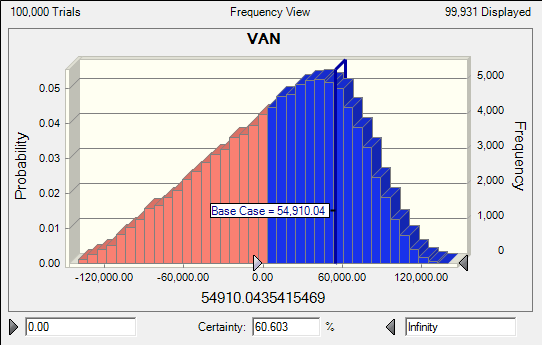 100,000 Trials Frequency View 99,931 Displayed
VAN
0.05 5,000
0.04 4,000
0.03 3,000
0.02 2,000
0.01 1,000
0.00 0
Probability
Frequency
Base Case = 54,910.04
-120,000.00 -60,000.00 0.00 60,000.00 120,000.00
54910.0435415469
0.00 Certainty: 60.603 % Infinity